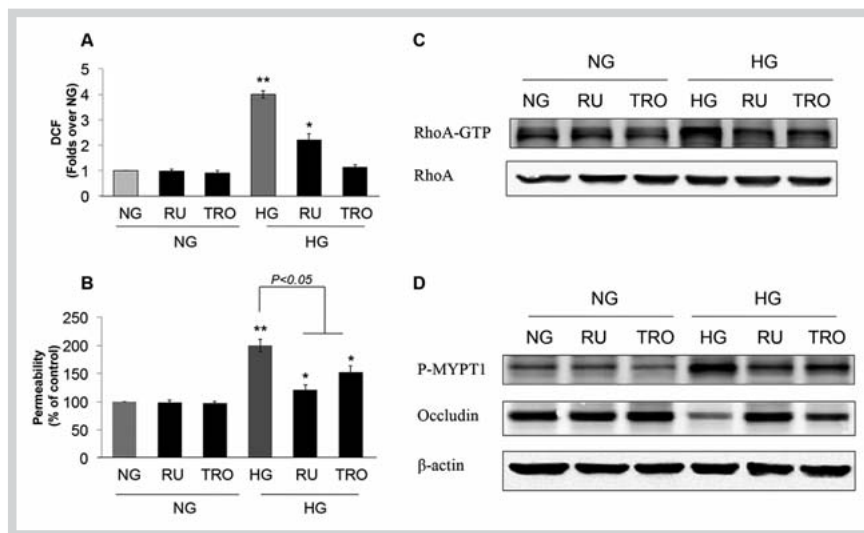 A
DCF
(Folds over NG)
5
4
3
2
1
0
**
*
NG RU TRO HG RU TRO
NG HG
B
Permeability
(% of control)
250
200
150
100
50
0
P<0.05
**
*
*
NG RU TRO HG RU TRO
NG HG
C
NG HG
NG RU TRO HG RU TRO
RhoA-GTP
RhoA
D
NG HG
NG RU TRO HG RU TRO
P-MYPT1
Occludin
β-actin